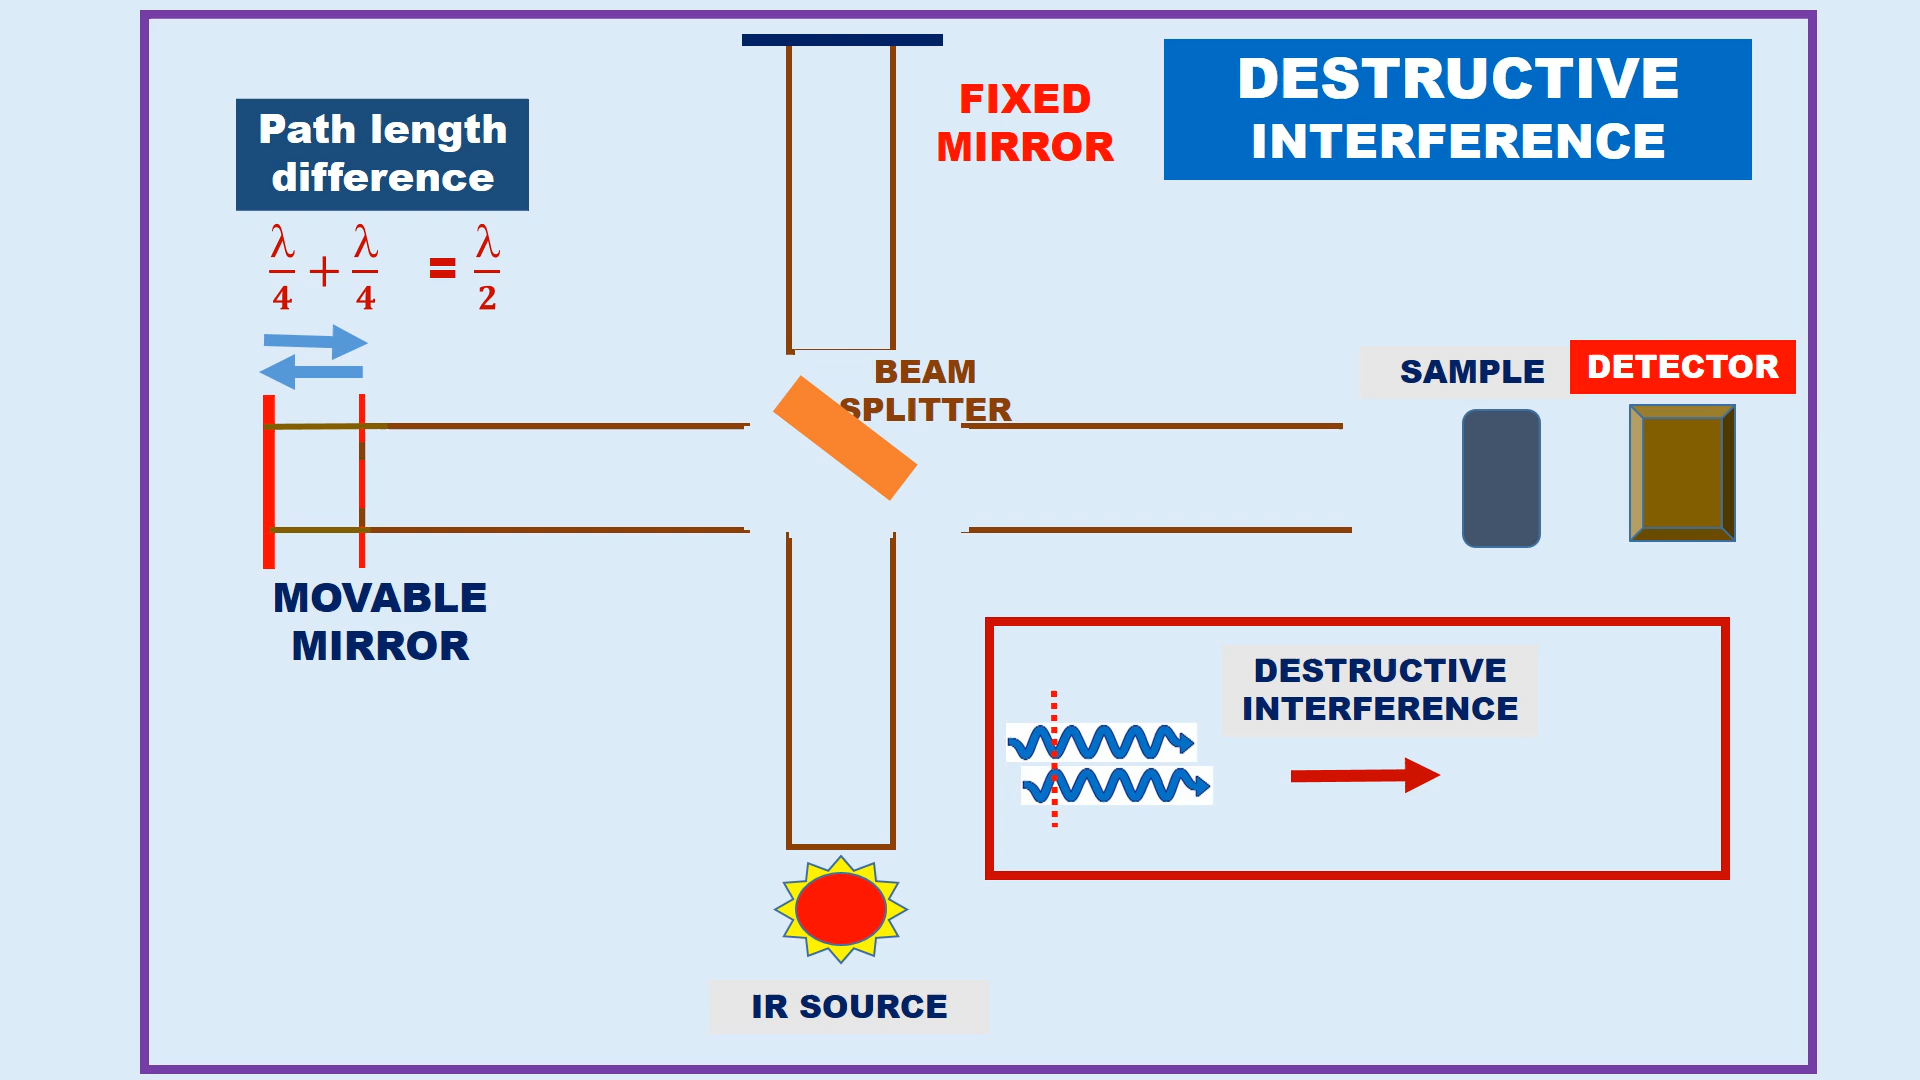 DESTRUCTIVE
INTERFERENCE
FIXED
MIRROR
Path length
difference
λ/4 + λ/4 = λ/2
BEAM
SPLITTER
SAMPLE
DETECTOR
MOVABLE
MIRROR
DESTRUCTIVE
INTERFERENCE
IR SOURCE